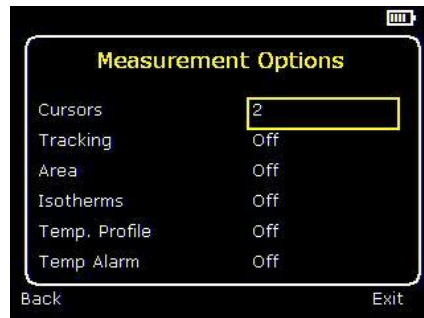 Measurement Options
Cursors 2
Tracking Off
Area Off
Isotherms Off
Temp. Profile Off
Temp Alarm Off
Back Exit